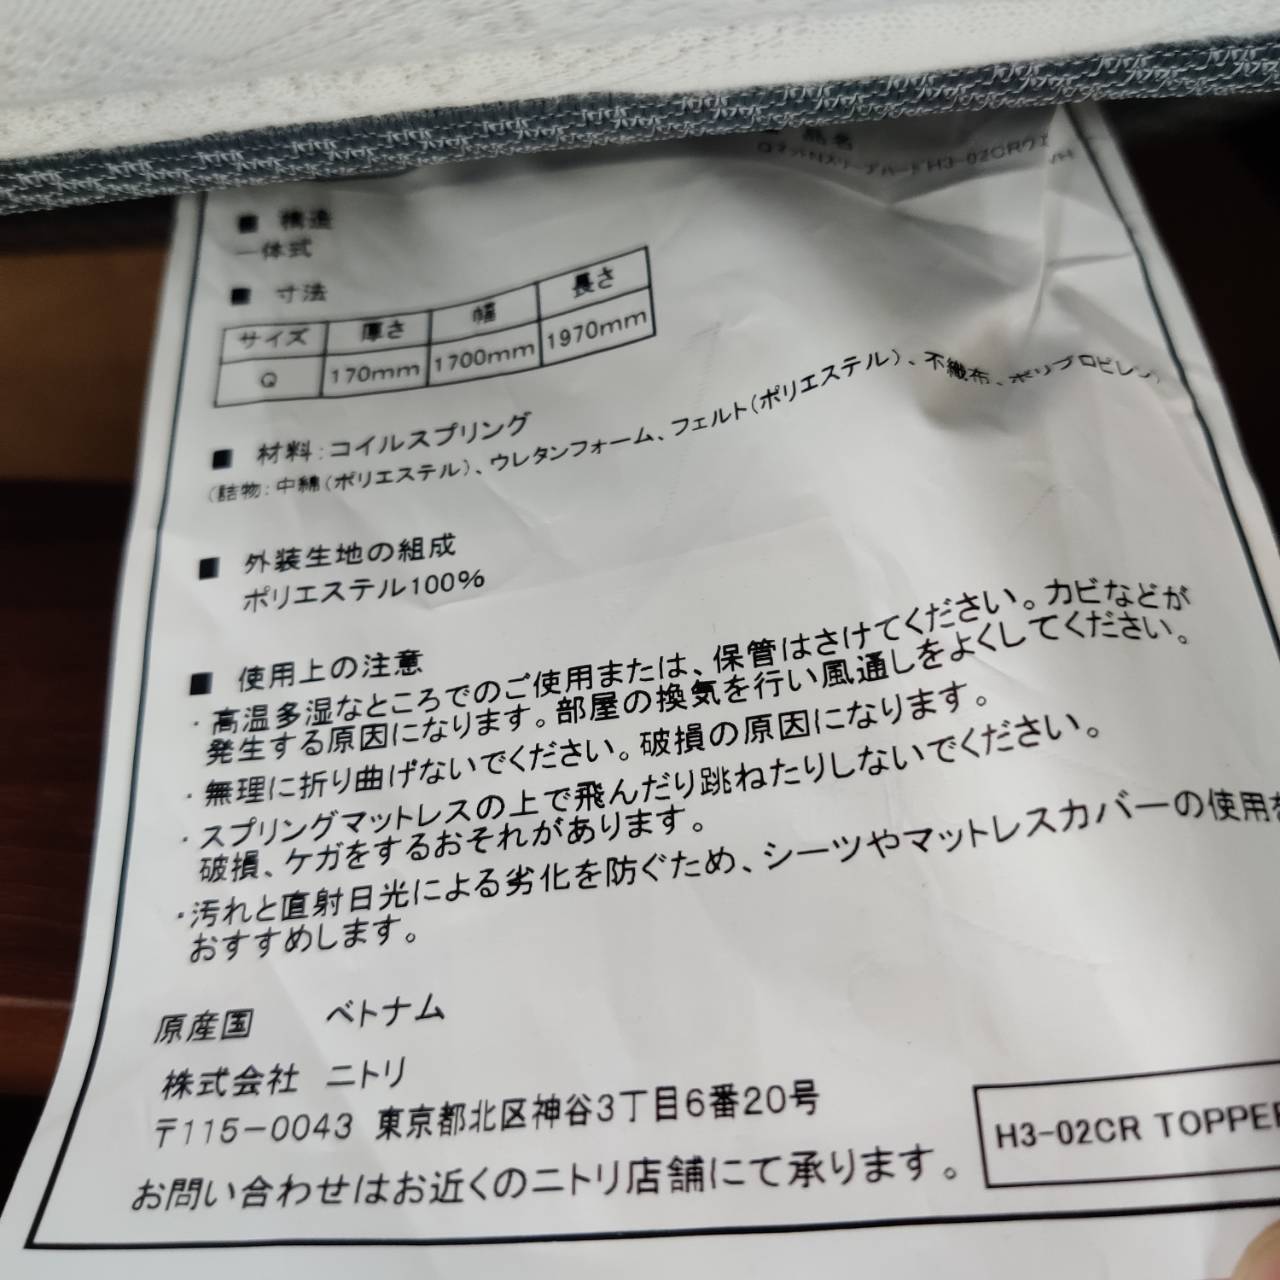 品名
H3-02CR
■ 構造
一体式
■ 寸法
サイズ 厚さ 幅 長さ
Q 170mm 1700mm 1970mm
■ 材料:コイルスプリング
(詰物:中綿(ポリエステル)、ウレタンフォーム、フェルト(ポリエステル)、不織布、ポリプロピレン)
■ 外装生地の組成
ポリエステル100%
■ 使用上の注意
・高温多湿なところでのご使用または、保管はさけてください。カビなどが
発生する原因になります。部屋の換気を行い風通しをよくしてください。
・無理に折り曲げないでください。破損の原因になります。
・スプリングマットレスの上で飛んだり跳ねたりしないでください。
破損、ケガをするおそれがあります。
・汚れと直射日光による劣化を防ぐため、シーツやマットレスカバーの使用を
おすすめします。
原産国 ベトナム
株式会社 ニトリ
〒115-0043 東京都北区神谷3丁目6番20号
お問い合わせはお近くのニトリ店舗にて承ります。
H3-02CR TOPPER